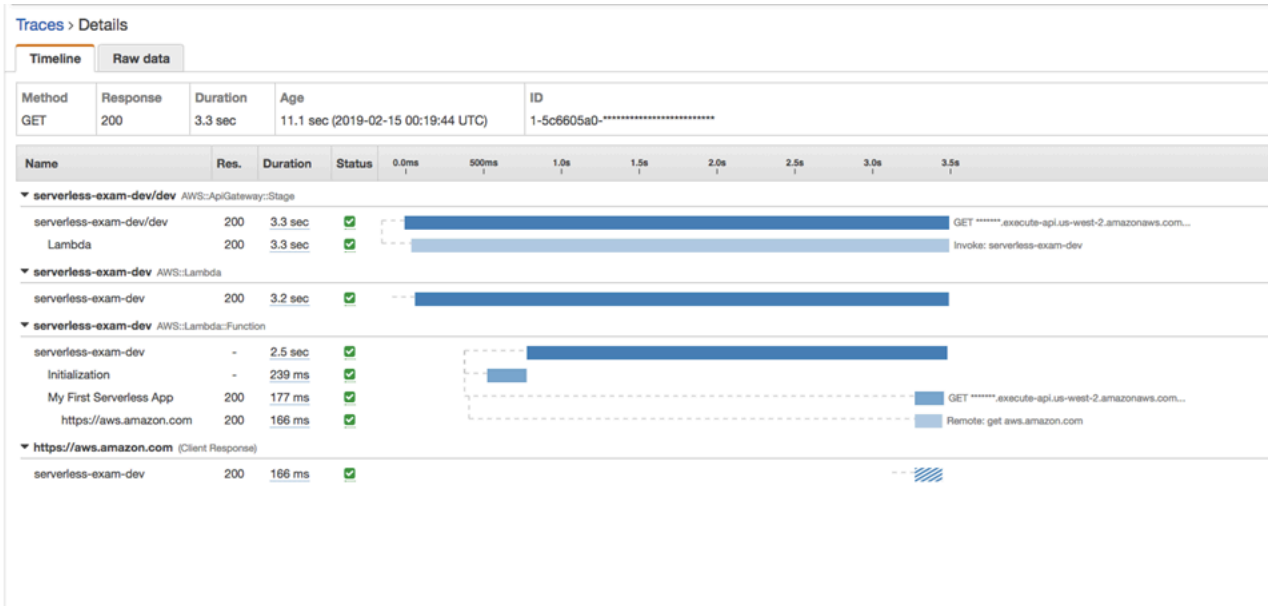 Traces > Details
Timeline Raw data
Method Response Duration Age ID
GET 200 3.3 sec 11.1 sec (2019-02-15 00:19:44 UTC) 1-5c6605a0-************************
Name Res. Duration Status 0.0ms 500ms 1.0s 1.5s 2.0s 2.5s 3.0s 3.5s
▼ serverless-exam-dev/dev AWS::ApiGateway::Stage
serverless-exam-dev/dev 200 3.3 sec GET *******.execute-api.us-west-2.amazonaws.com...
Lambda 200 3.3 sec Invoke: serverless-exam-dev
▼ serverless-exam-dev AWS::Lambda
serverless-exam-dev 200 3.2 sec
▼ serverless-exam-dev AWS::Lambda::Function
serverless-exam-dev - 2.5 sec
Initialization - 239 ms
My First Serverless App 200 177 ms GET *******.execute-api.us-west-2.amazonaws.com...
https://aws.amazon.com 200 166 ms Remote: get aws.amazon.com
▼ https://aws.amazon.com (Client Response)
serverless-exam-dev 200 166 ms